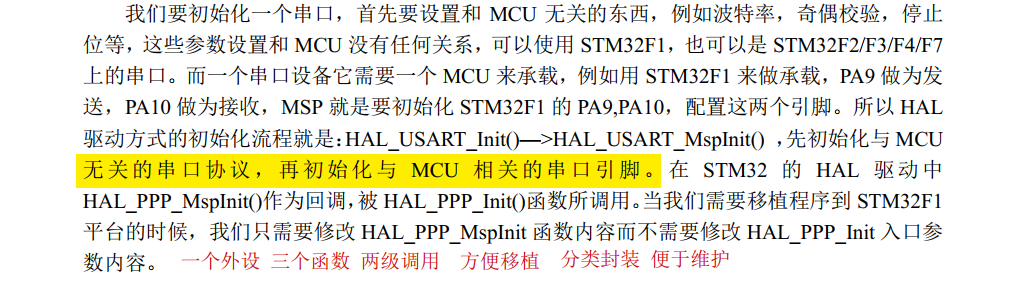 我们要初始化一个串口，首先要设置和 MCU 无关的东西，例如波特率，奇偶校验，停止
位等，这些参数设置和 MCU 没有任何关系，可以使用 STM32F1，也可以是 STM32F2/F3/F4/F7
上的串口。而一个串口设备它需要一个 MCU 来承载，例如用 STM32F1 来做承载，PA9 做为发
送，PA10 做为接收，MSP 就是要初始化 STM32F1 的 PA9,PA10，配置这两个引脚。所以 HAL
驱动方式的初始化流程就是：HAL_USART_Init()—>HAL_USART_MspInit() ，先初始化与 MCU
无关的串口协议，再初始化与 MCU 相关的串口引脚。在 STM32 的 HAL 驱动中
HAL_PPP_MspInit()作为回调，被 HAL_PPP_Init()函数所调用。当我们需要移植程序到 STM32F1
平台的时候，我们只需要修改 HAL_PPP_MspInit 函数内容而不需要修改 HAL_PPP_Init 入口参
数内容。 一个外设 三个函数 两级调用 方便移植 分类封装 便于维护